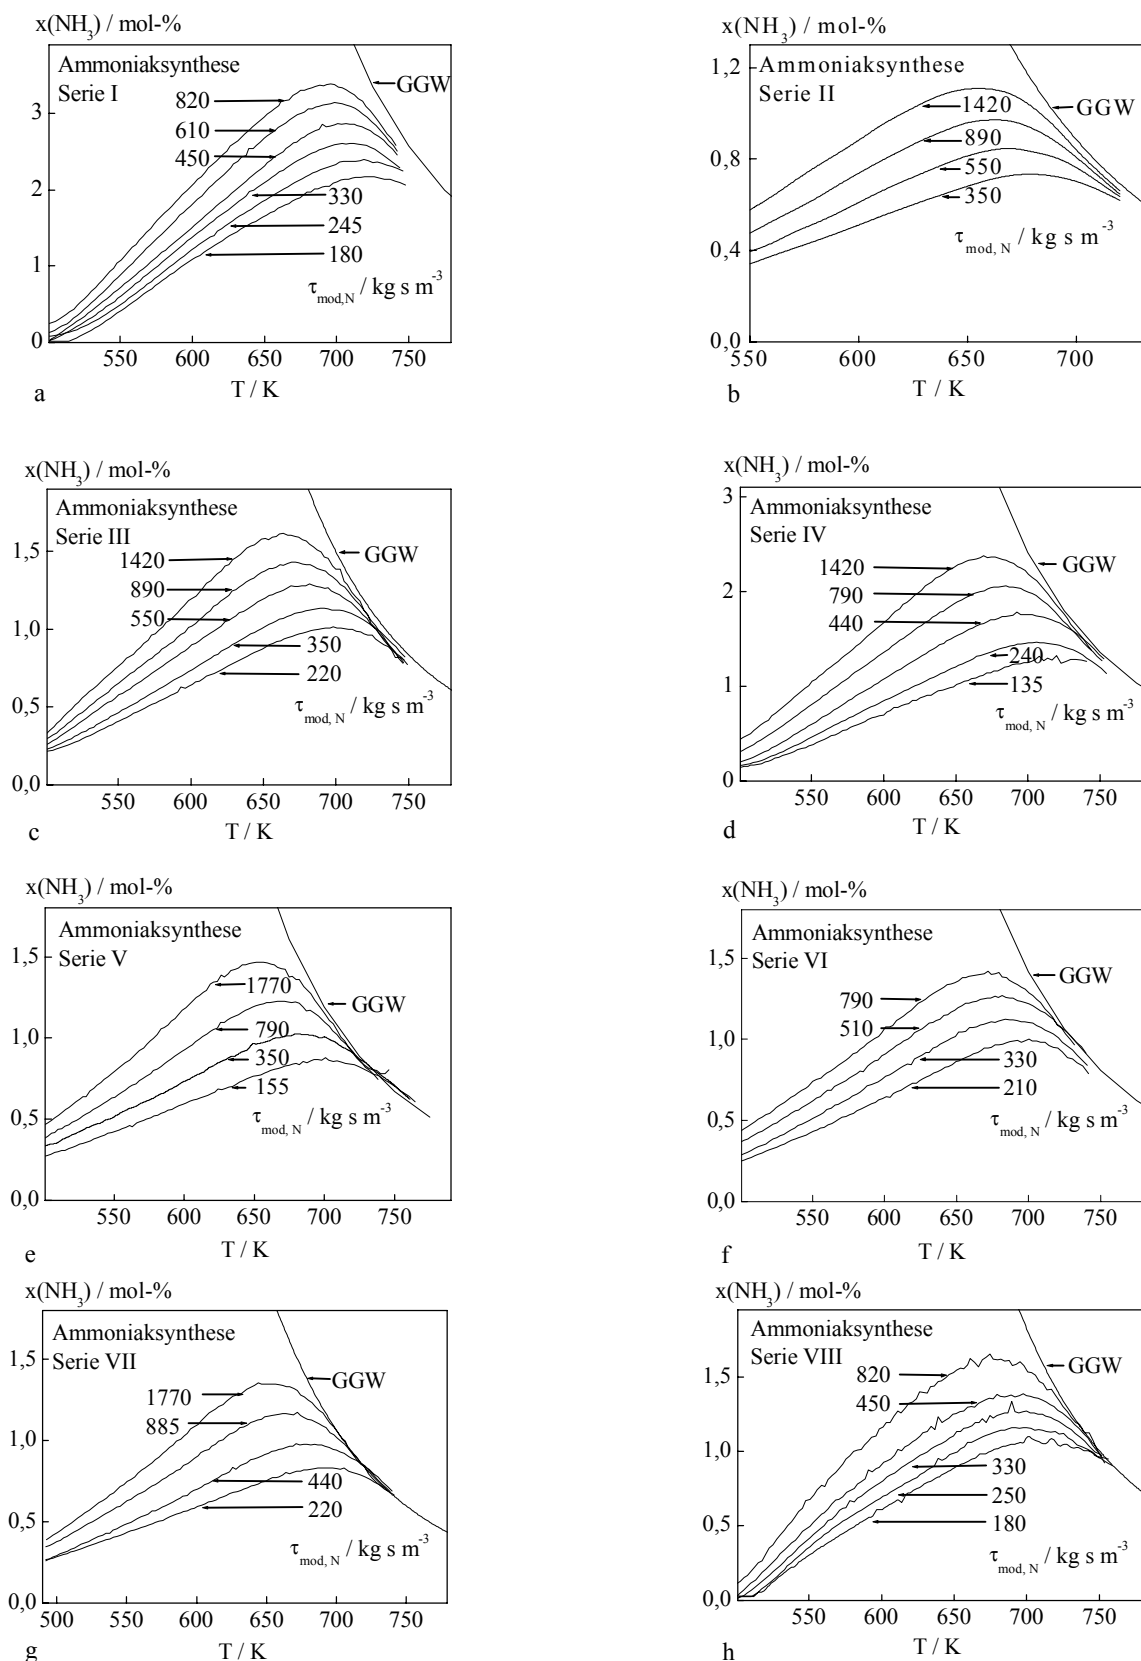 x(NH3) / mol-%
Ammoniaksynthese
Serie I
GGW
820
610
450
330
245
180
τmod,N / kg s m-3
3
2
1
0
550 600 650 700 750
T / K
a
x(NH3) / mol-%
Ammoniaksynthese
Serie II
GGW
1420
890
550
350
τmod, N / kg s m-3
1,2
0,8
0,4
0,0
550 600 650 700
T / K
b
x(NH3) / mol-%
Ammoniaksynthese
Serie III
GGW
1420
890
550
350
220
τmod, N / kg s m-3
1,5
1,0
0,5
0,0
550 600 650 700 750
T / K
c
x(NH3) / mol-%
Ammoniaksynthese
Serie IV
GGW
1420
790
440
240
135
τmod, N / kg s m-3
3
2
1
0
550 600 650 700 750
T / K
d
x(NH3) / mol-%
Ammoniaksynthese
Serie V
GGW
1770
790
350
155
τmod, N / kg s m-3
1,5
1,0
0,5
0,0
550 600 650 700 750
T / K
e
x(NH3) / mol-%
Ammoniaksynthese
Serie VI
GGW
790
510
330
210
τmod, N / kg s m-3
1,5
1,0
0,5
0,0
550 600 650 700 750
T / K
f
x(NH3) / mol-%
Ammoniaksynthese
Serie VII
GGW
1770
885
440
220
τmod, N / kg s m-3
1,5
1,0
0,5
0,0
500 550 600 650 700 750
T / K
g
x(NH3) / mol-%
Ammoniaksynthese
Serie VIII
GGW
820
450
330
250
180
τmod, N / kg s m-3
1,5
1,0
0,5
0,0
550 600 650 700 750
T / K
h